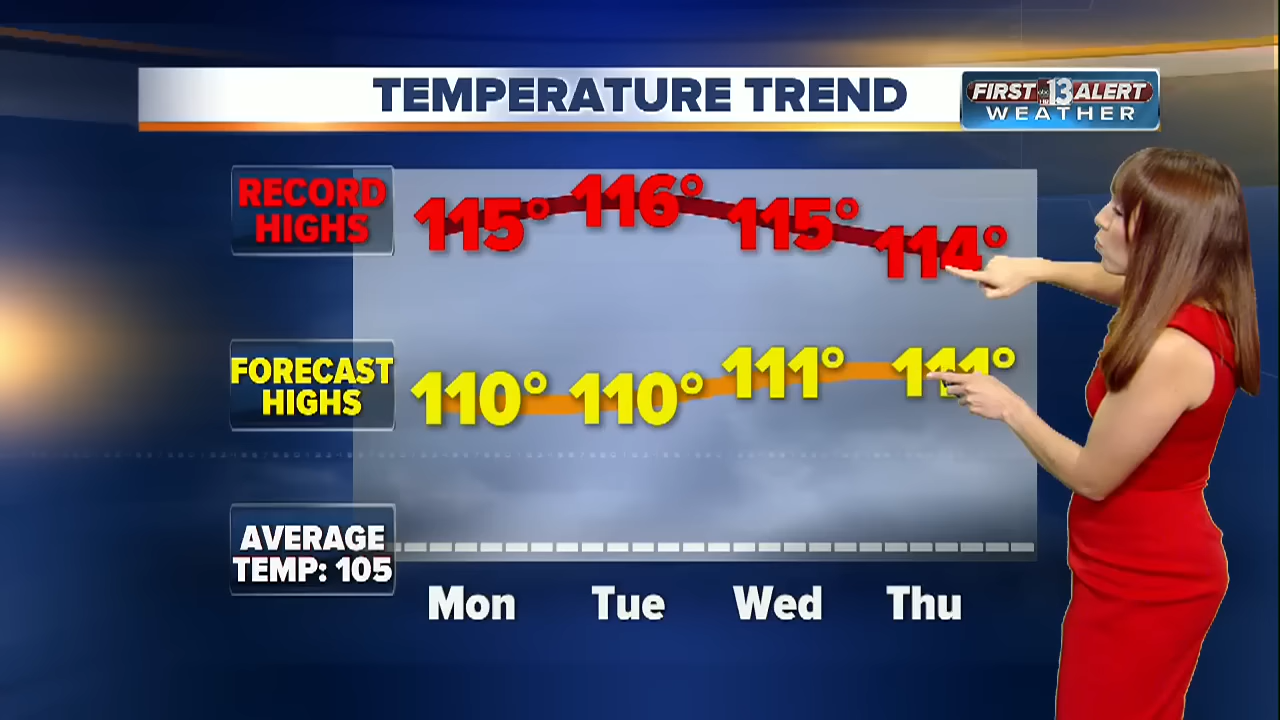 TEMPERATURE TREND
FIRST 13 ALERT
WEATHER
RECORD
HIGHS
115° 116° 115° 114°
FORECAST
HIGHS
110° 110° 111° 111°
AVERAGE
TEMP: 105
Mon Tue Wed Thu